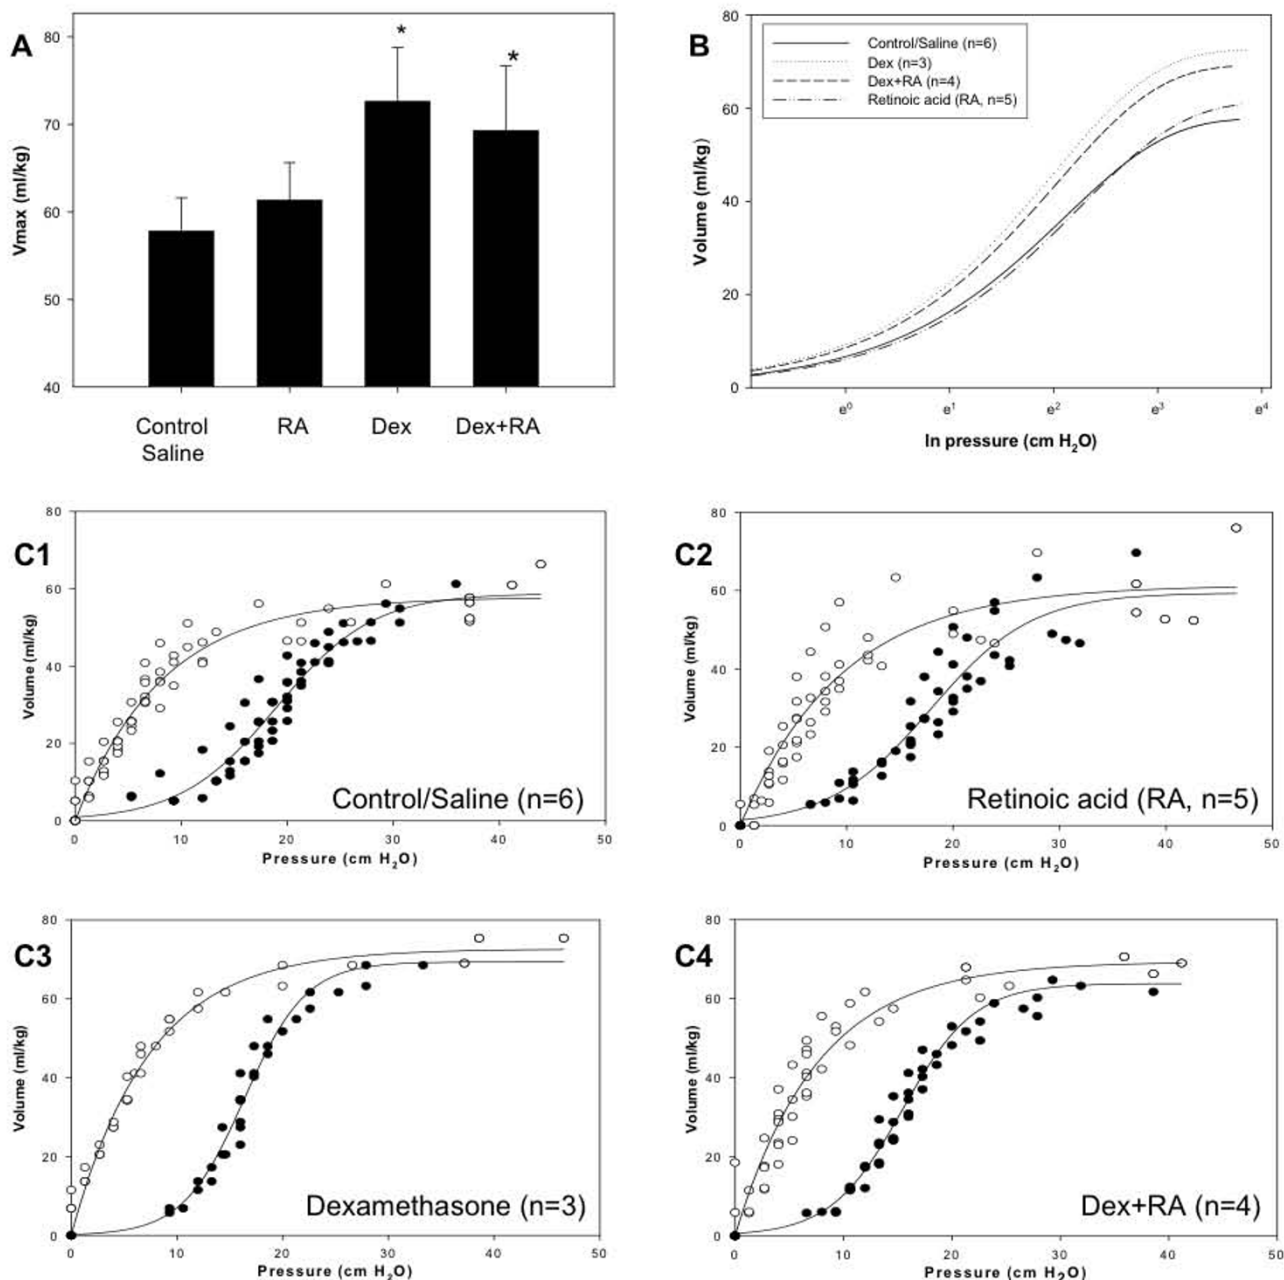 A
Vmax (ml/kg)
80
70
60
50
40
*
*
Control
Saline
RA
Dex
Dex+RA
B
Volume (ml/kg)
80
60
40
20
0
Control/Saline (n=6)
Dex (n=3)
Dex+RA (n=4)
Retinoic acid (RA, n=5)
e⁰ e¹ e² e³ e⁴
ln pressure (cm H₂O)
C1
Volume (ml/kg)
80
60
40
20
0
Control/Saline (n=6)
0 10 20 30 40 50
Pressure (cm H₂O)
C2
Volume (ml/kg)
80
60
40
20
0
Retinoic acid (RA, n=5)
0 10 20 30 40 50
Pressure (cm H₂O)
C3
Volume (ml/kg)
80
60
40
20
0
Dexamethasone (n=3)
0 10 20 30 40 50
Pressure (cm H₂O)
C4
Volume (ml/kg)
80
60
40
20
0
Dex+RA (n=4)
0 10 20 30 40 50
Pressure (cm H₂O)